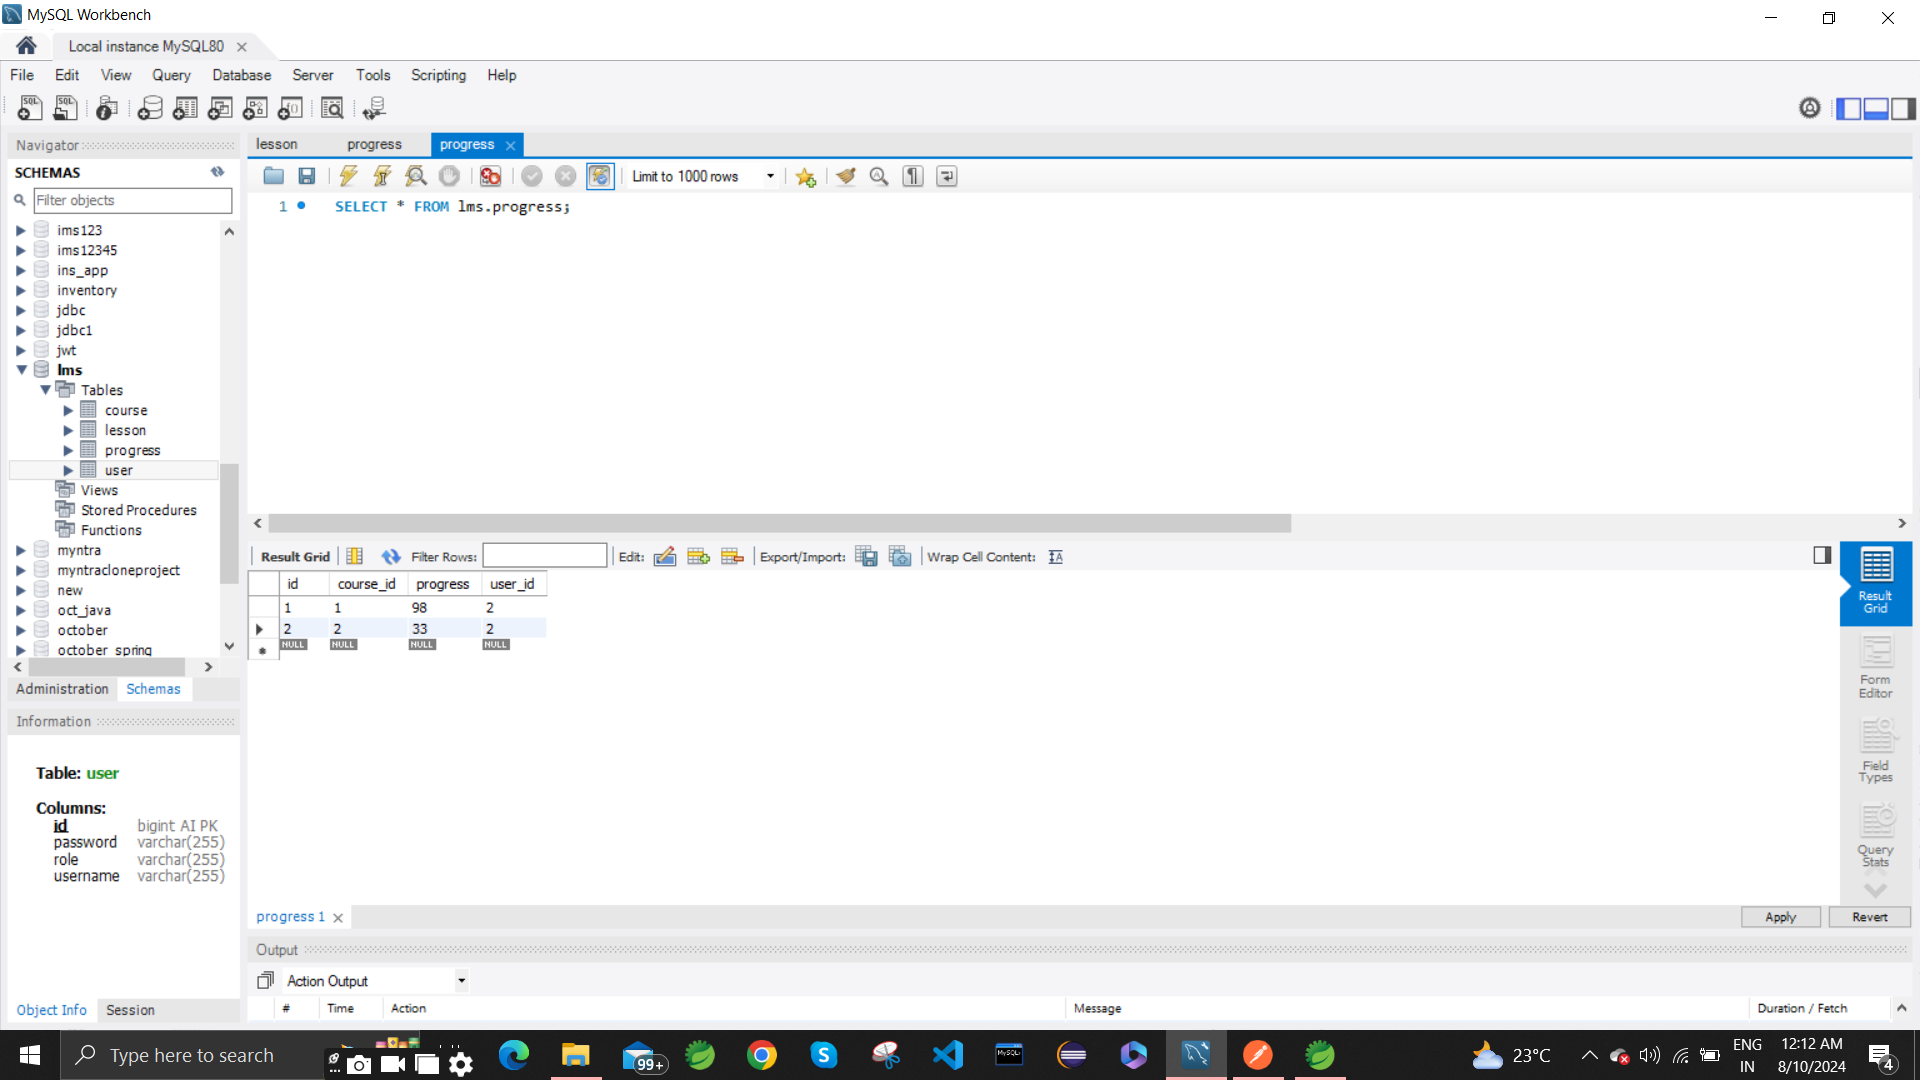 MySQL Workbench
Local instance MySQL80
File Edit View Query Database Server Tools Scripting Help
Navigator
SCHEMAS
Filter objects
ims123
ims12345
ins_app
inventory
jdbc
jdbc1
jwt
lms
Tables
course
lesson
progress
user
Views
Stored Procedures
Functions
myntra
myntracloneproject
new
oct_java
october
october_spring
Administration Schemas
Information
Table: user
Columns:
id bigint AI PK
password varchar(255)
role varchar(255)
username varchar(255)
Object Info Session
lesson progress progress
Limit to 1000 rows
1 SELECT * FROM lms.progress;
Result Grid Filter Rows: Edit: Export/Import: Wrap Cell Content:
id course_id progress user_id
1 1 98 2
2 2 33 2
NULL NULL NULL NULL
Result Grid
Form Editor
Field Types
Query Stats
progress 1
Apply Revert
Output
Action Output
# Time Action Message Duration / Fetch
Type here to search
99+
23°C
ENG IN
12:12 AM
8/10/2024
4